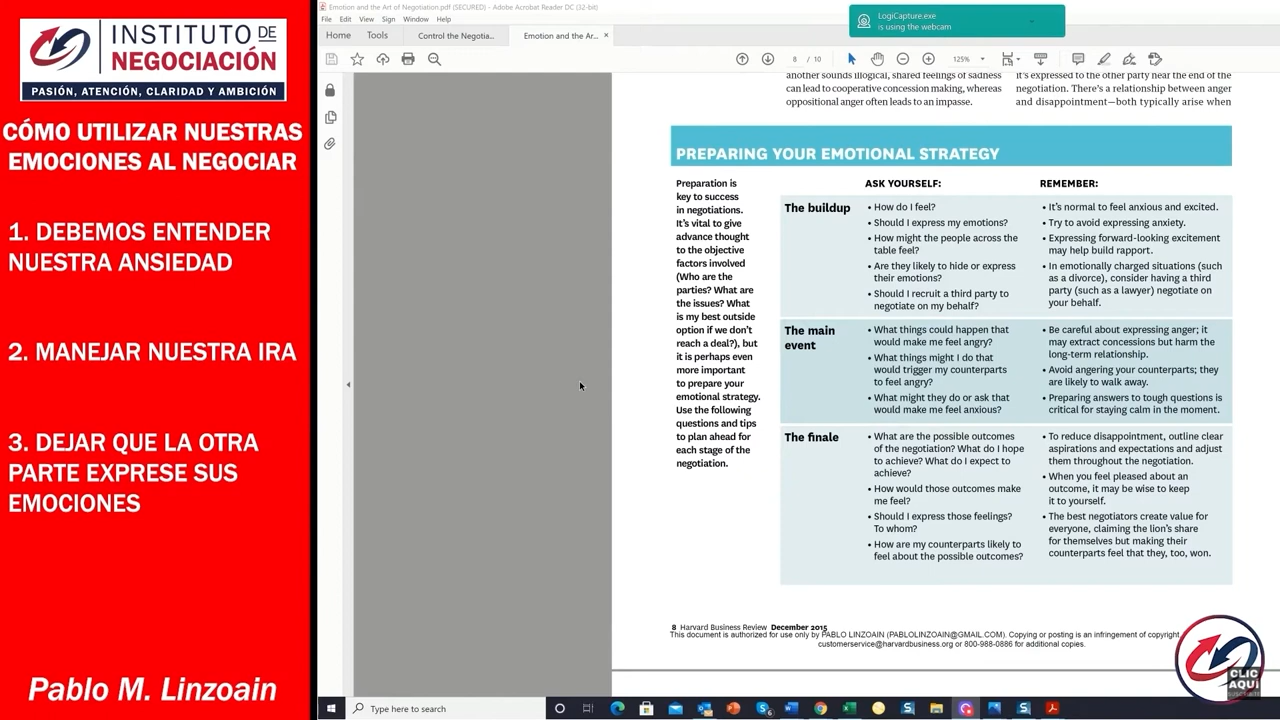 INSTITUTO DE
NEGOCIACIÓN
PASIÓN, ATENCIÓN, CLARIDAD Y AMBICIÓN
CÓMO UTILIZAR NUESTRAS
EMOCIONES AL NEGOCIAR
1. DEBEMOS ENTENDER
NUESTRA ANSIEDAD
2. MANEJAR NUESTRA IRA
3. DEJAR QUE LA OTRA
PARTE EXPRESE SUS
EMOCIONES
Pablo M. Linzoain
Emotion and the Art of Negotiation.pdf (SECURED) - Adobe Acrobat Reader DC (32-bit)
File Edit View Sign Window Help
Home Tools Control the Negotia... Emotion and the Ar... ×
LogiCapture.exe
is using the webcam
8 / 10 125%
another sounds illogical, shared feelings of sadness
can lead to cooperative concession making, whereas
oppositional anger often leads to an impasse.
it's expressed to the other party near the end of the
negotiation. There's a relationship between anger
and disappointment—both typically arise when
PREPARING YOUR EMOTIONAL STRATEGY
Preparation is
key to success
in negotiations.
It's vital to give
advance thought
to the objective
factors involved
(Who are the
parties? What are
the issues? What
is my best outside
option if we don't
reach a deal?), but
it is perhaps even
more important
to prepare your
emotional strategy.
Use the following
questions and tips
to plan ahead for
each stage of the
negotiation.
ASK YOURSELF:
REMEMBER:
The buildup
• How do I feel?
• Should I express my emotions?
• How might the people across the
table feel?
• Are they likely to hide or express
their emotions?
• Should I recruit a third party to
negotiate on my behalf?
• It's normal to feel anxious and excited.
• Try to avoid expressing anxiety.
• Expressing forward-looking excitement
may help build rapport.
• In emotionally charged situations (such
as a divorce), consider having a third
party (such as a lawyer) negotiate on
your behalf.
The main
event
• What things could happen that
would make me feel angry?
• What things might I do that
would trigger my counterparts
to feel angry?
• What might they do or ask that
would make me feel anxious?
• Be careful about expressing anger; it
may extract concessions but harm the
long-term relationship.
• Avoid angering your counterparts; they
are likely to walk away.
• Preparing answers to tough questions is
critical for staying calm in the moment.
The finale
• What are the possible outcomes
of the negotiation? What do I hope
to achieve? What do I expect to
achieve?
• How would those outcomes make
me feel?
• Should I express those feelings?
To whom?
• How are my counterparts likely to
feel about the possible outcomes?
• To reduce disappointment, outline clear
aspirations and expectations and adjust
them throughout the negotiation.
• When you feel pleased about an
outcome, it may be wise to keep
it to yourself.
• The best negotiators create value for
everyone, claiming the lion's share
for themselves but making their
counterparts feel that they, too, won.
8 Harvard Business Review December 2015
This document is authorized for use only by PABLO LINZOAIN (PABLOLINZOAIN@GMAIL.COM). Copying or posting is an infringement of copyright
customerservice@harvardbusiness.org or 800-988-0886 for additional copies.
CLIC
AQUÍ
Type here to search